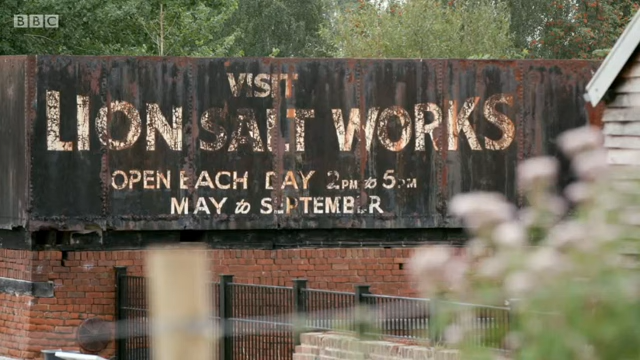 BBC
VISIT
LION SALT WORKS
OPEN EACH DAY 2PM to 5PM
MAY to SEPTEMBER